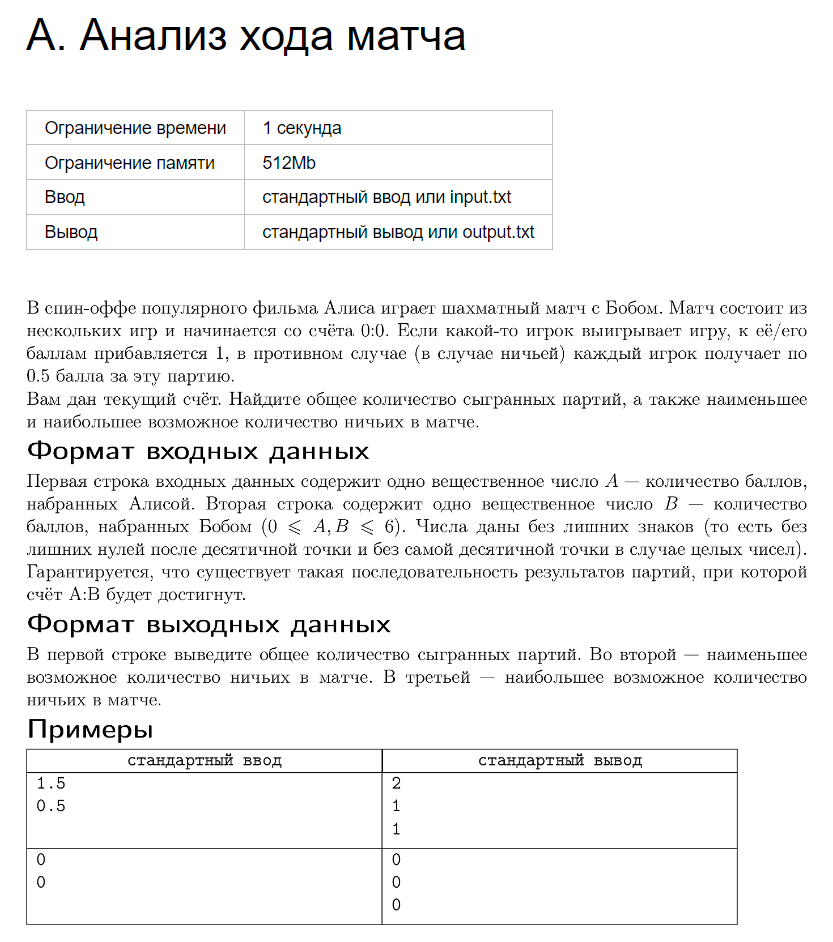 А. Анализ хода матча
Ограничение времени 1 секунда
Ограничение памяти 512Mb
Ввод стандартный ввод или input.txt
Вывод стандартный вывод или output.txt
В спин-оффе популярного фильма Алиса играет шахматный матч с Бобом. Матч состоит из
нескольких игр и начинается со счёта 0:0. Если какой-то игрок выигрывает игру, к её/его
баллам прибавляется 1, в противном случае (в случае ничьей) каждый игрок получает по
0.5 балла за эту партию.
Вам дан текущий счёт. Найдите общее количество сыгранных партий, а также наименьшее
и наибольшее возможное количество ничьих в матче.
Формат входных данных
Первая строка входных данных содержит одно вещественное число A — количество баллов,
набранных Алисой. Вторая строка содержит одно вещественное число B — количество
баллов, набранных Бобом (0 ⩽ A, B ⩽ 6). Числа даны без лишних знаков (то есть без
лишних нулей после десятичной точки и без самой десятичной точки в случае целых чисел).
Гарантируется, что существует такая последовательность результатов партий, при которой
счёт A:B будет достигнут.
Формат выходных данных
В первой строке выведите общее количество сыгранных партий. Во второй — наименьшее
возможное количество ничьих в матче. В третьей — наибольшее возможное количество
ничьих в матче.
Примеры
стандартный ввод стандартный вывод
1.5 2
0.5 1
1
0 0
0 0
0